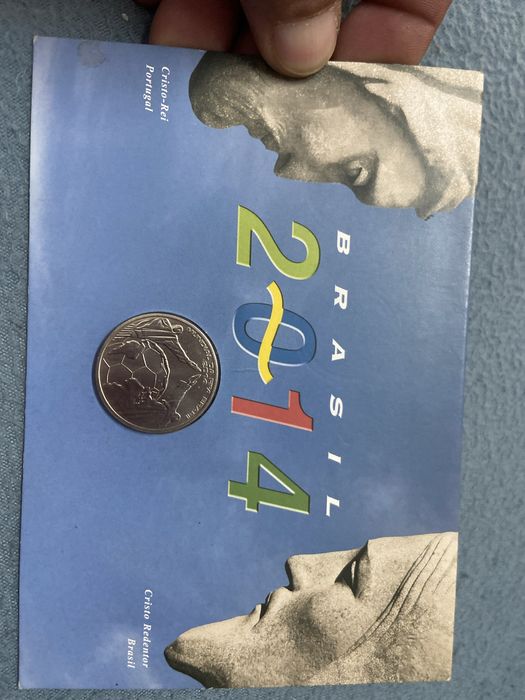 Cristo-Rei
Portugal
BRASIL
2014
Cristo Redentor
Brasil